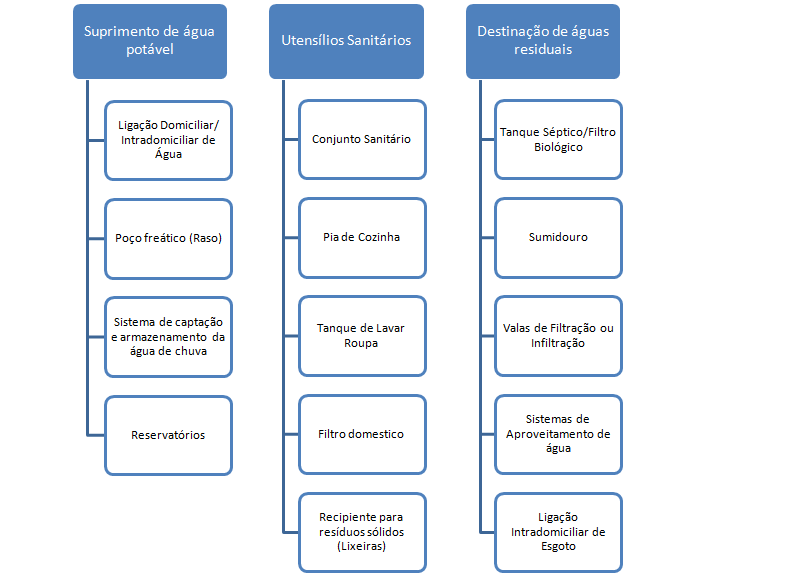 Suprimento de água
potável
Ligação Domiciliar/
Intradomiciliar de
Água
Poço freático (Raso)
Sistema de captação
e armazenamento da
água de chuva
Reservatórios
Utensílios Sanitários
Conjunto Sanitário
Pia de Cozinha
Tanque de Lavar
Roupa
Filtro domestico
Recipiente para
resíduos sólidos
(Lixeiras)
Destinação de águas
residuais
Tanque Séptico/Filtro
Biológico
Sumidouro
Valas de Filtração ou
Infiltração
Sistemas de
Aproveitamento de
água
Ligação
Intradomiciliar de
Esgoto